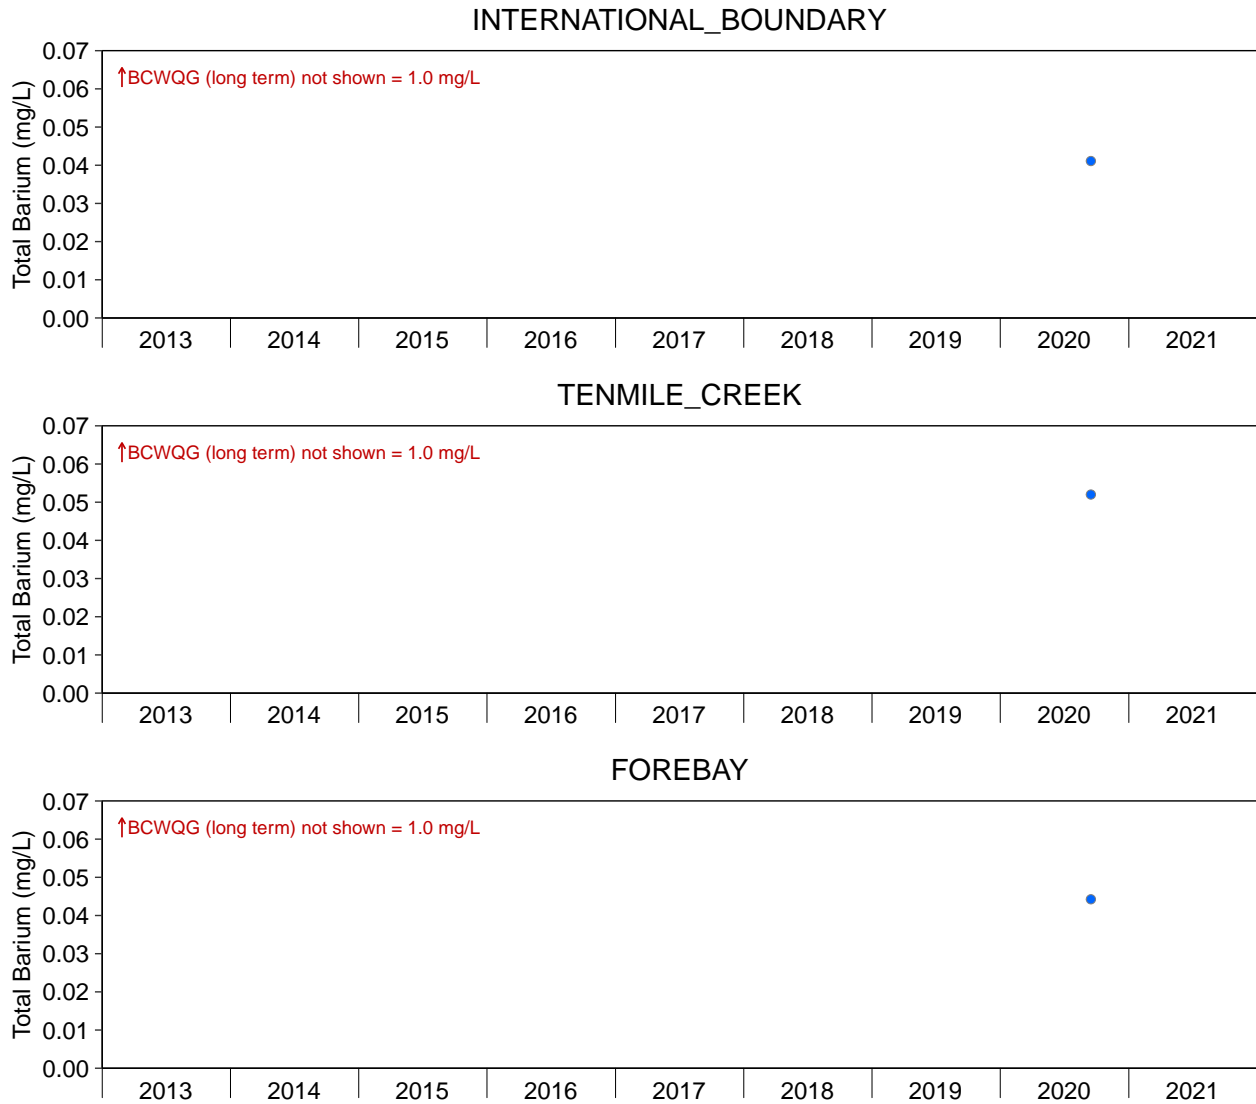 INTERNATIONAL_BOUNDARY
Total Barium (mg/L)
0.07
0.06
0.05
0.04
0.03
0.02
0.01
0.00
↑BCWQG (long term) not shown = 1.0 mg/L
2013 2014 2015 2016 2017 2018 2019 2020 2021
TENMILE_CREEK
Total Barium (mg/L)
0.07
0.06
0.05
0.04
0.03
0.02
0.01
0.00
↑BCWQG (long term) not shown = 1.0 mg/L
2013 2014 2015 2016 2017 2018 2019 2020 2021
FOREBAY
Total Barium (mg/L)
0.07
0.06
0.05
0.04
0.03
0.02
0.01
0.00
↑BCWQG (long term) not shown = 1.0 mg/L
2013 2014 2015 2016 2017 2018 2019 2020 2021